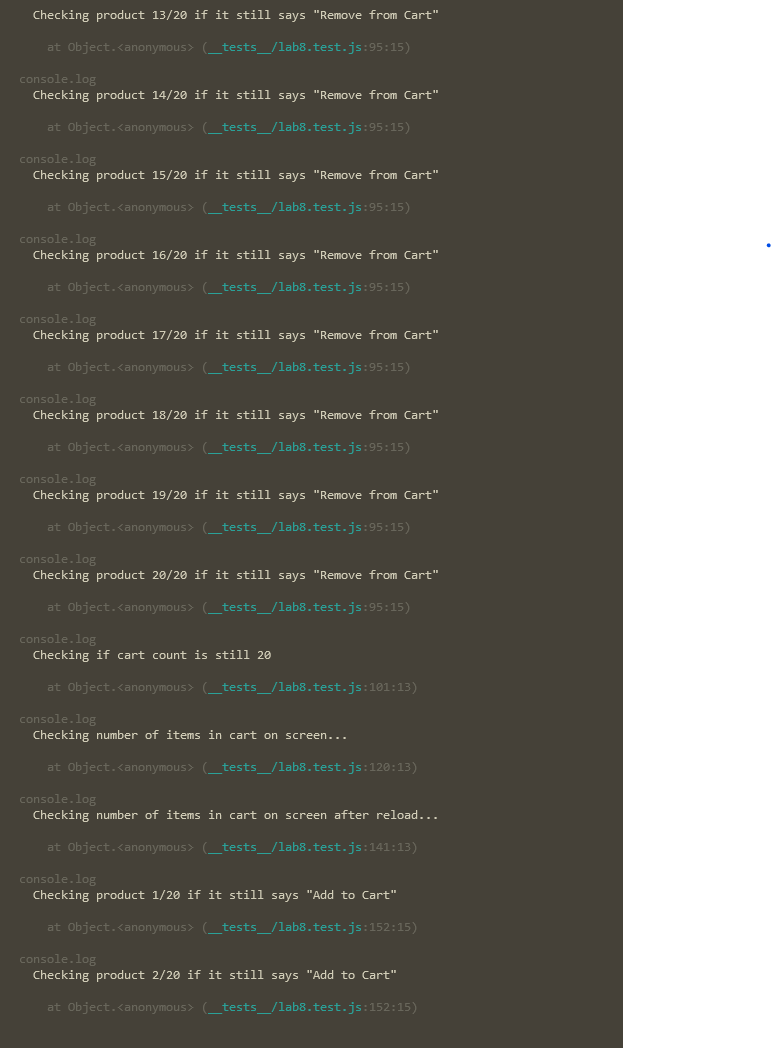 Checking product 13/20 if it still says "Remove from Cart"
at Object.<anonymous> (__tests__/lab8.test.js:95:15)
console.log
Checking product 14/20 if it still says "Remove from Cart"
at Object.<anonymous> (__tests__/lab8.test.js:95:15)
console.log
Checking product 15/20 if it still says "Remove from Cart"
at Object.<anonymous> (__tests__/lab8.test.js:95:15)
console.log
Checking product 16/20 if it still says "Remove from Cart"
at Object.<anonymous> (__tests__/lab8.test.js:95:15)
console.log
Checking product 17/20 if it still says "Remove from Cart"
at Object.<anonymous> (__tests__/lab8.test.js:95:15)
console.log
Checking product 18/20 if it still says "Remove from Cart"
at Object.<anonymous> (__tests__/lab8.test.js:95:15)
console.log
Checking product 19/20 if it still says "Remove from Cart"
at Object.<anonymous> (__tests__/lab8.test.js:95:15)
console.log
Checking product 20/20 if it still says "Remove from Cart"
at Object.<anonymous> (__tests__/lab8.test.js:95:15)
console.log
Checking if cart count is still 20
at Object.<anonymous> (__tests__/lab8.test.js:101:13)
console.log
Checking number of items in cart on screen...
at Object.<anonymous> (__tests__/lab8.test.js:120:13)
console.log
Checking number of items in cart on screen after reload...
at Object.<anonymous> (__tests__/lab8.test.js:141:13)
console.log
Checking product 1/20 if it still says "Add to Cart"
at Object.<anonymous> (__tests__/lab8.test.js:152:15)
console.log
Checking product 2/20 if it still says "Add to Cart"
at Object.<anonymous> (__tests__/lab8.test.js:152:15)